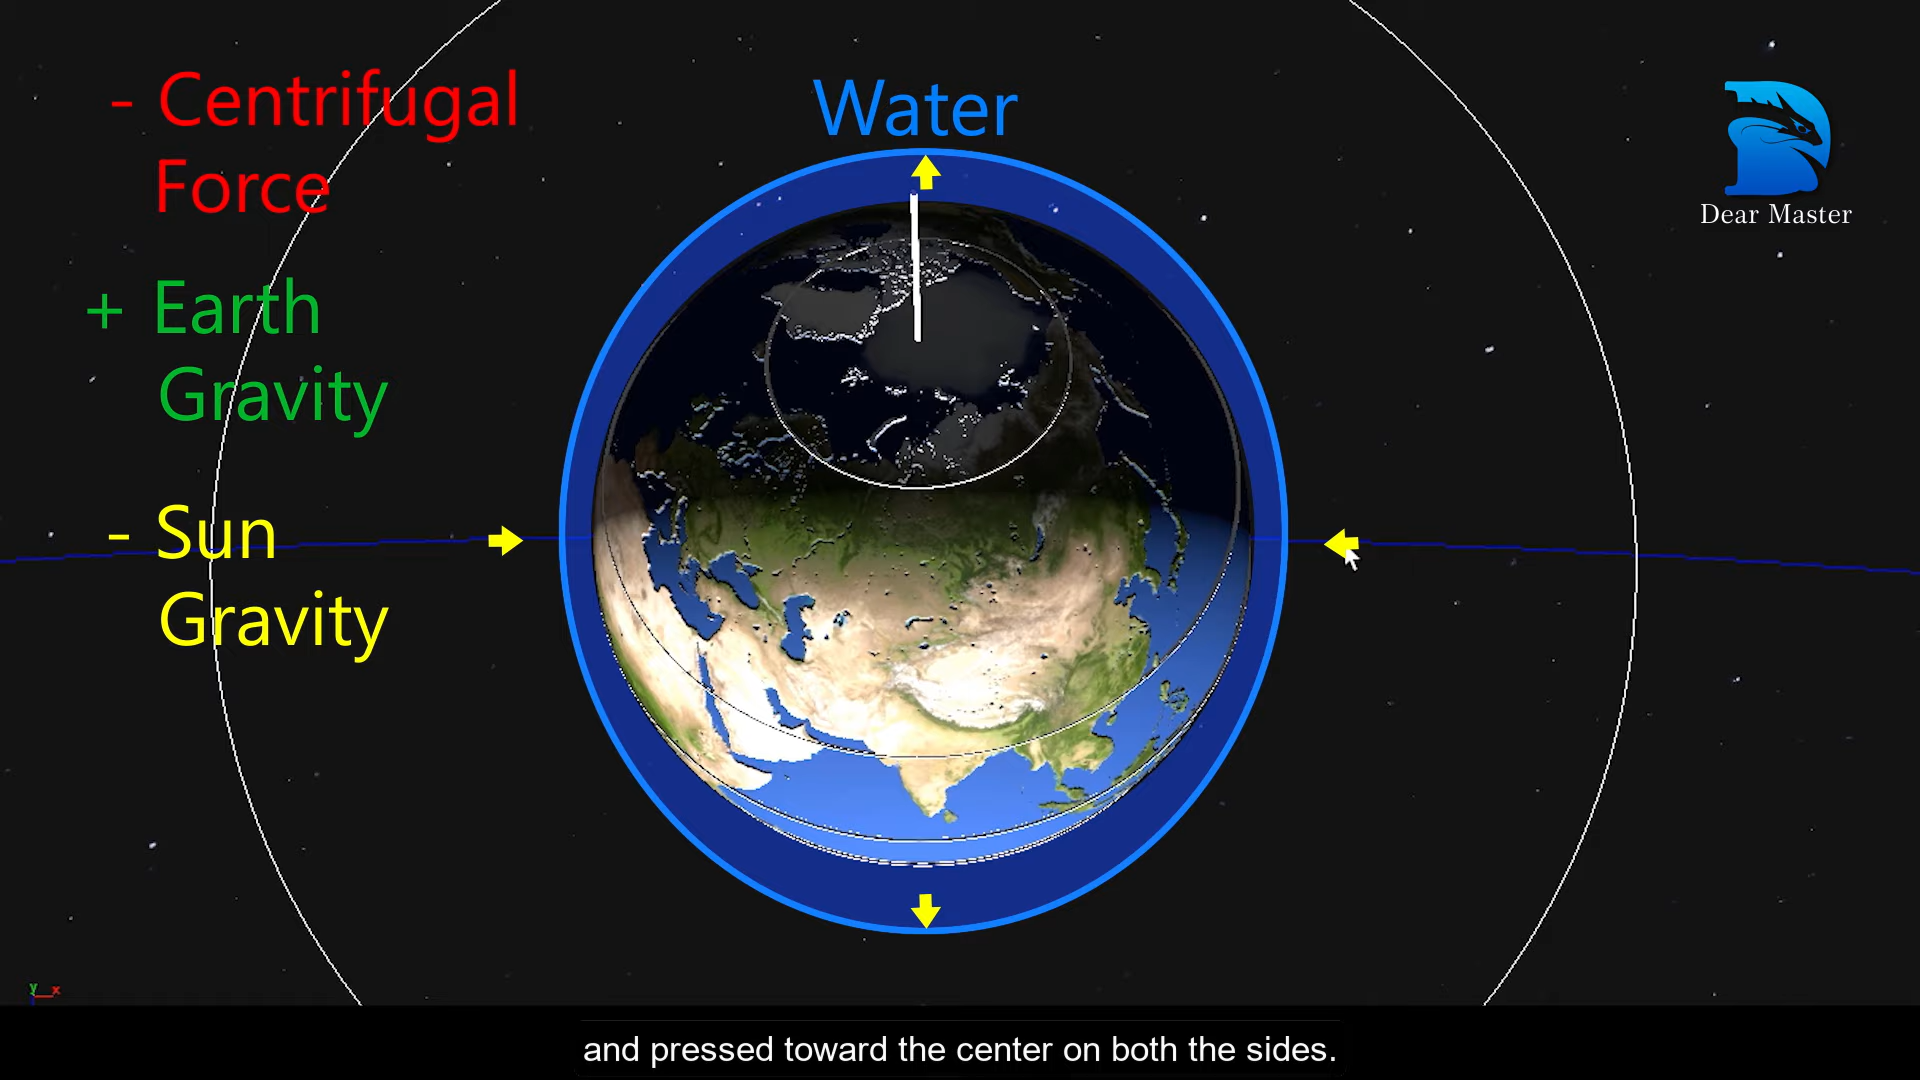 - Centrifugal
Force
+ Earth
Gravity
- Sun
Gravity
Water
Dear Master
y x
and pressed toward the center on both the sides.